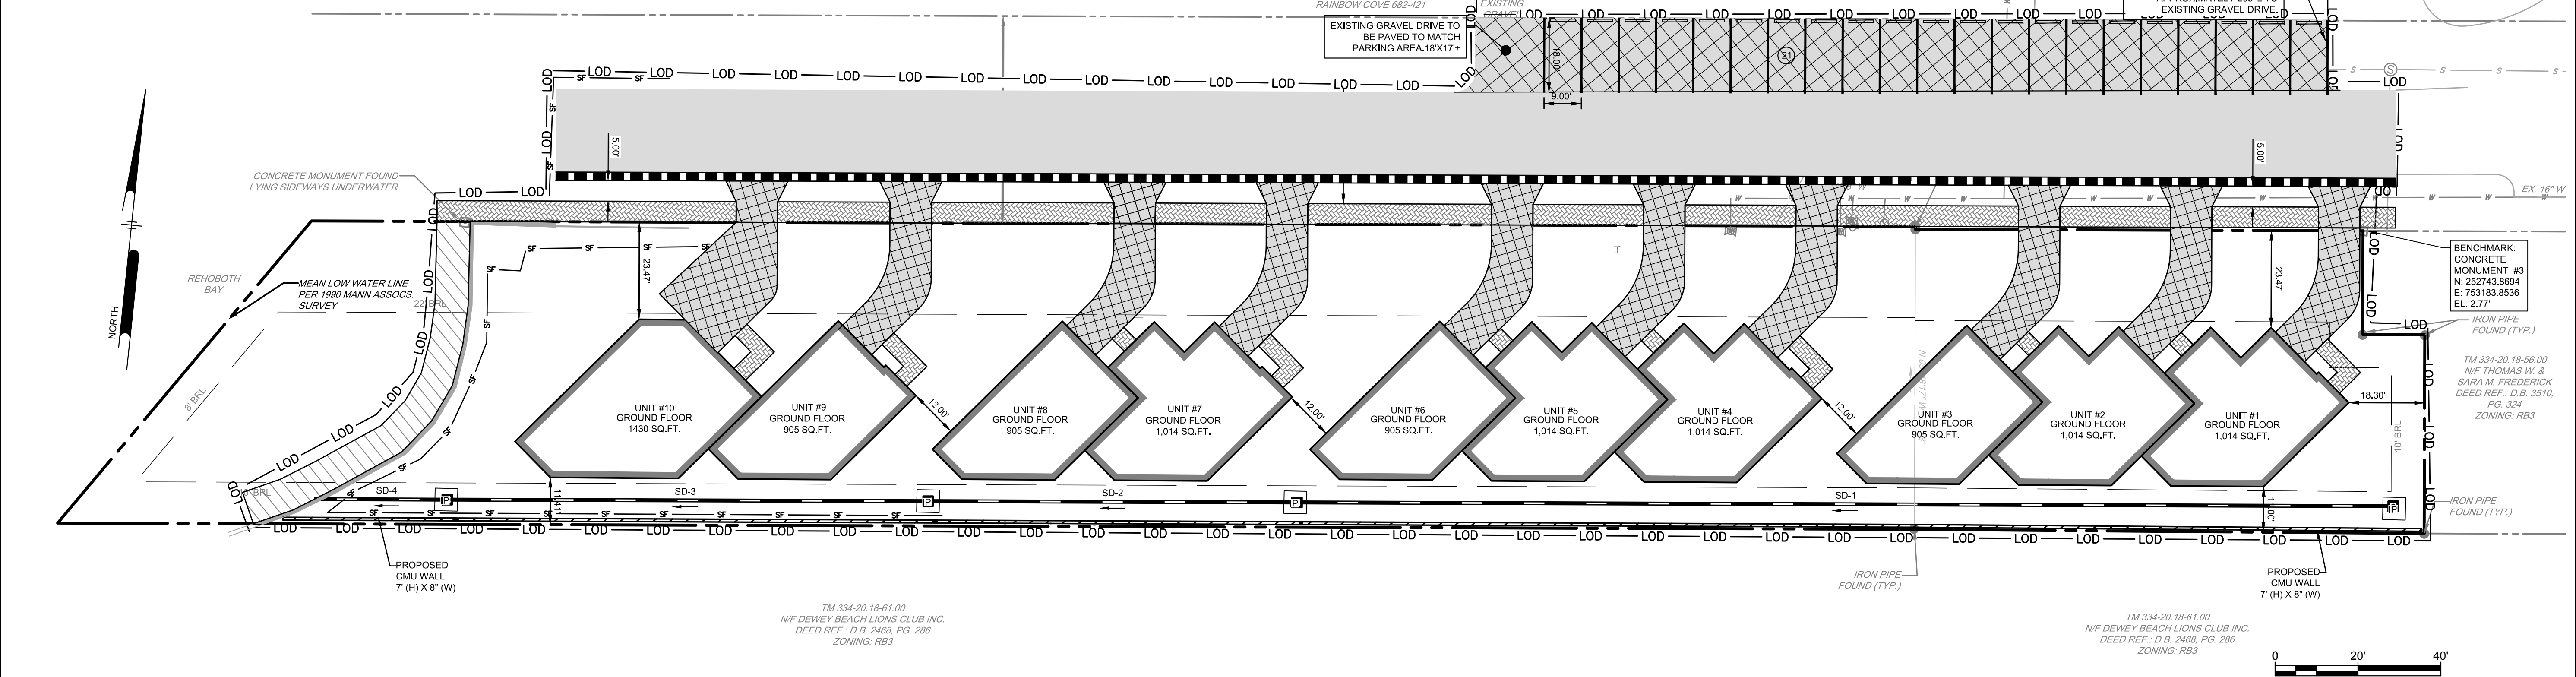 RAINBOW COVE 682-421
EXISTING
EXISTING GRAVEL DRIVE TO
BE PAVED TO MATCH
PARKING AREA.18'X17'±
EXISTING GRAVEL DRIVE.
LOD
SF
21
18.00'
9.00'
5.00'
5.00'
S
W
EX. 16" W
CONCRETE MONUMENT FOUND
LYING SIDEWAYS UNDERWATER
REHOBOTH
BAY
MEAN LOW WATER LINE
PER 1990 MANN ASSOCS.
SURVEY
NORTH
8' BRL
23.47'
23.47'
H
BENCHMARK:
CONCRETE
MONUMENT #3
N: 252743.8694
E: 753183.8536
EL. 2.77'
IRON PIPE
FOUND (TYP.)
TM 334-20.18-56.00
N/F THOMAS W. &
SARA M. FREDERICK
DEED REF.: D.B. 3510,
PG. 324
ZONING: RB3
18.30'
10' BRL
UNIT #10
GROUND FLOOR
1430 SQ.FT.
UNIT #9
GROUND FLOOR
905 SQ.FT.
12.00'
UNIT #8
GROUND FLOOR
905 SQ.FT.
UNIT #7
GROUND FLOOR
1,014 SQ.FT.
12.00'
UNIT #6
GROUND FLOOR
905 SQ.FT.
UNIT #5
GROUND FLOOR
1,014 SQ.FT.
UNIT #4
GROUND FLOOR
1,014 SQ.FT.
12.00'
UNIT #3
GROUND FLOOR
905 SQ.FT.
UNIT #2
GROUND FLOOR
1,014 SQ.FT.
UNIT #1
GROUND FLOOR
1,014 SQ.FT.
SD-4
SD-3
SD-2
SD-1
11.41'
11.00'
IRON PIPE
FOUND (TYP.)
PROPOSED
CMU WALL
7' (H) X 8" (W)
IRON PIPE
FOUND (TYP.)
PROPOSED
CMU WALL
7' (H) X 8" (W)
TM 334-20.18-61.00
N/F DEWEY BEACH LIONS CLUB INC.
DEED REF.: D.B. 2468, PG. 286
ZONING: RB3
TM 334-20.18-61.00
N/F DEWEY BEACH LIONS CLUB INC.
DEED REF.: D.B. 2468, PG. 286
ZONING: RB3
0 20' 40'